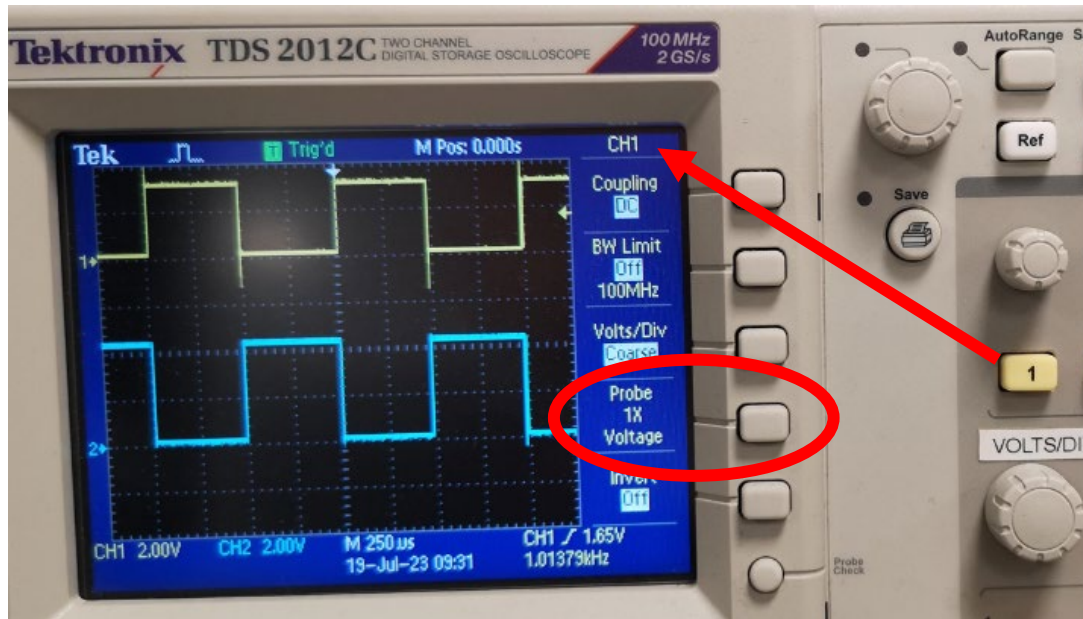 Tektronix TDS 2012C TWO CHANNEL
DIGITAL STORAGE OSCILLOSCOPE
100 MHz
2 GS/s
Tek T Trig'd M Pos: 0.000s CH1
Coupling
DC
BW Limit
Off
100MHz
Volts/Div
Coarse
Probe
1X
Voltage
Invert
Off
1
2
CH1 2.00V CH2 2.00V M 250µs CH1 1.65V
19-Jul-23 09:31 1.01379kHz
AutoRange S
Ref
Save
1
VOLTS/DI
Probe
Check